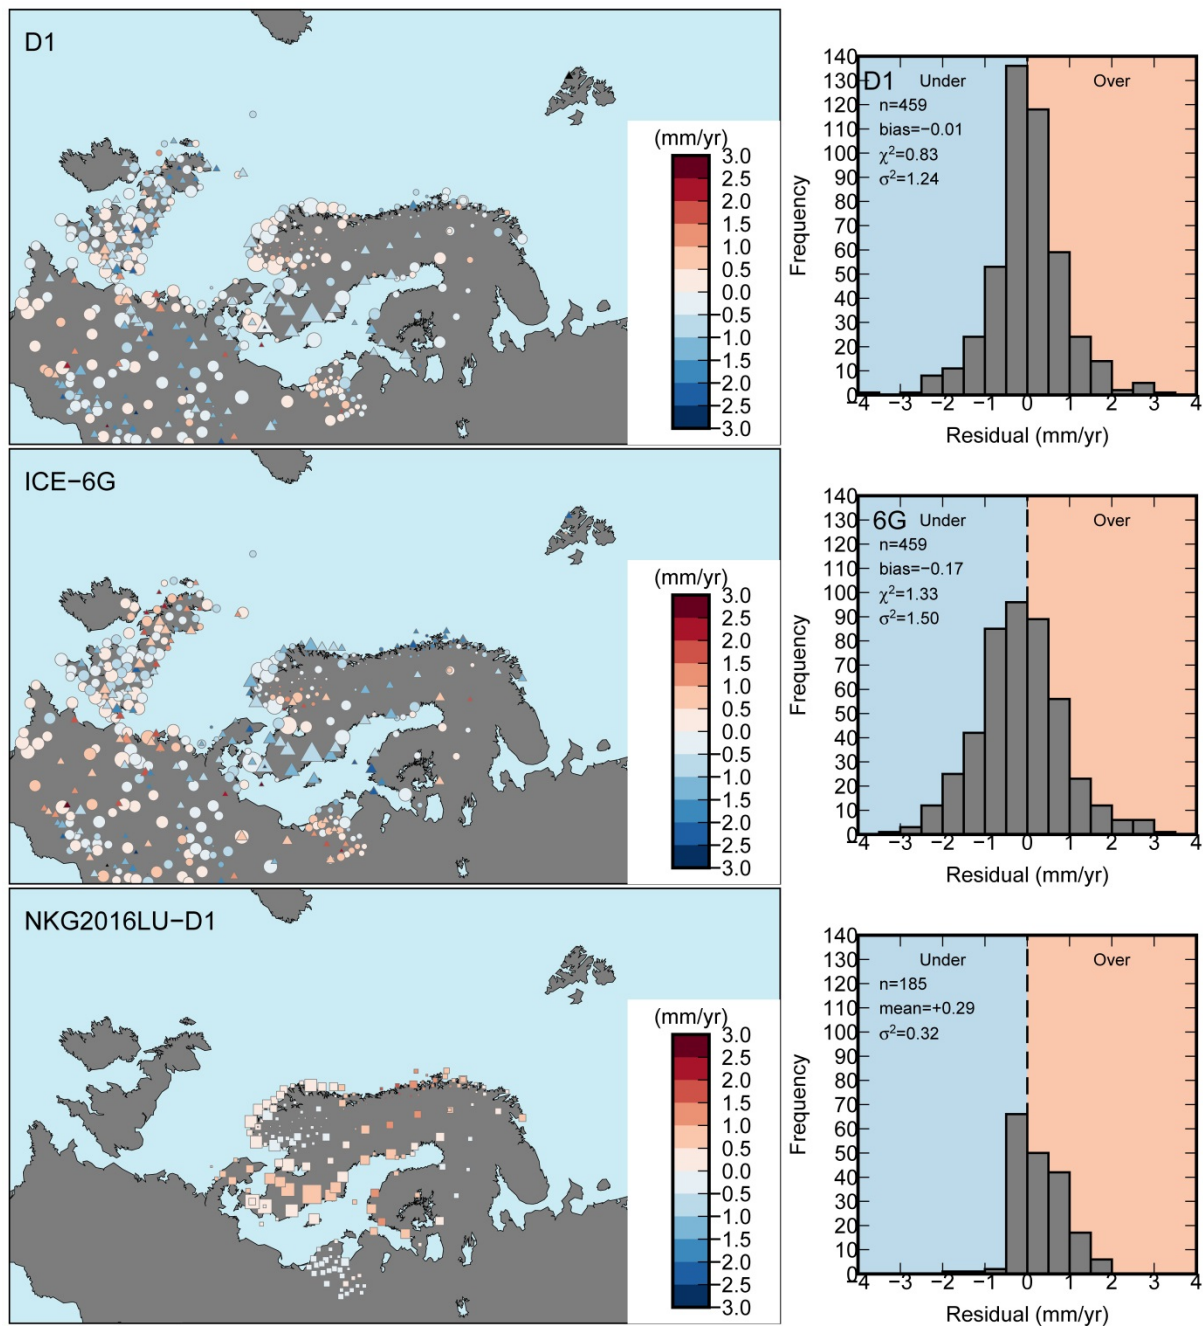 D1
(mm/yr)
3.0
2.5
2.0
1.5
1.0
0.5
0.0
−0.5
−1.0
−1.5
−2.0
−2.5
−3.0
140
130
120
110
100
90
80
70
60
50
40
30
20
10
0
Frequency
D1
Under
Over
n=459
bias=−0.01
χ²=0.83
σ²=1.24
−4 −3 −2 −1 0 1 2 3 4
Residual (mm/yr)
ICE−6G
(mm/yr)
3.0
2.5
2.0
1.5
1.0
0.5
0.0
−0.5
−1.0
−1.5
−2.0
−2.5
−3.0
140
130
120
110
100
90
80
70
60
50
40
30
20
10
0
Frequency
6G
Under
Over
n=459
bias=−0.17
χ²=1.33
σ²=1.50
−4 −3 −2 −1 0 1 2 3 4
Residual (mm/yr)
NKG2016LU−D1
(mm/yr)
3.0
2.5
2.0
1.5
1.0
0.5
0.0
−0.5
−1.0
−1.5
−2.0
−2.5
−3.0
140
130
120
110
100
90
80
70
60
50
40
30
20
10
0
Frequency
Under
Over
n=185
mean=+0.29
σ²=0.32
−4 −3 −2 −1 0 1 2 3 4
Residual (mm/yr)